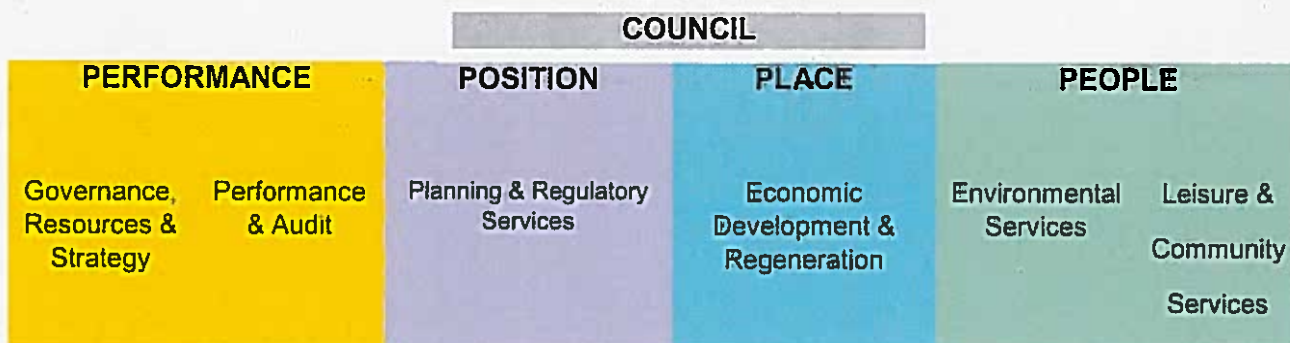 COUNCIL
PERFORMANCE
POSITION
PLACE
PEOPLE
Governance,
Resources &
Strategy
Performance
& Audit
Planning & Regulatory
Services
Economic
Development &
Regeneration
Environmental
Services
Leisure &
Community
Services